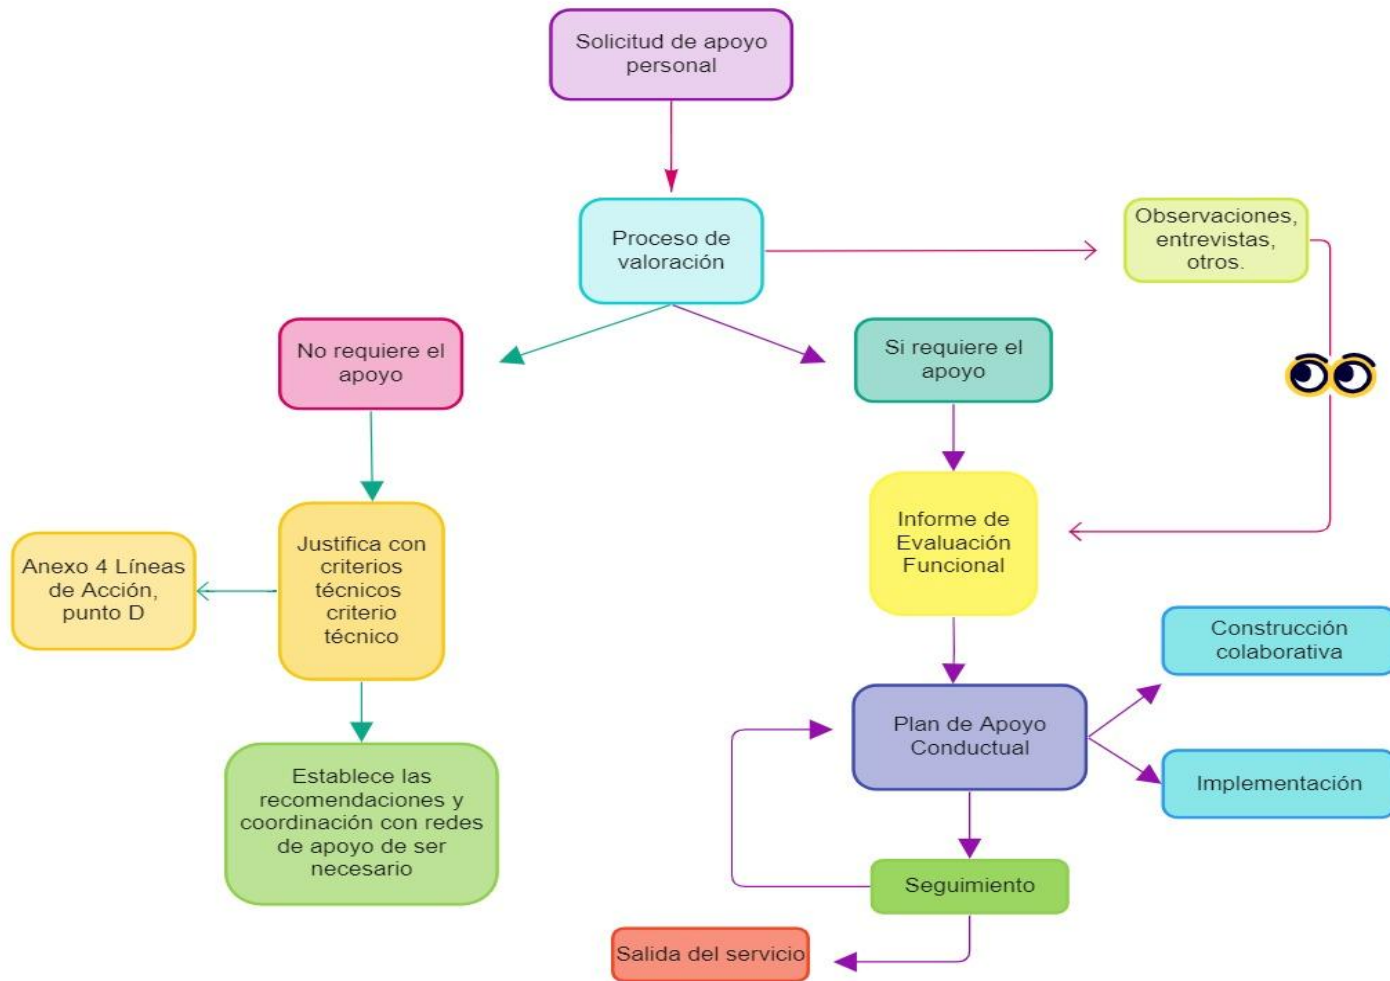 Solicitud de apoyo
personal
Proceso de
valoración
Observaciones,
entrevistas,
otros.
No requiere el
apoyo
Si requiere el
apoyo
Anexo 4 Líneas
de Acción,
punto D
Justifica con
criterios
técnicos
criterio
técnico
Informe de
Evaluación
Funcional
Construcción
colaborativa
Plan de Apoyo
Conductual
Implementación
Establece las
recomendaciones y
coordinación con redes
de apoyo de ser
necesario
Seguimiento
Salida del servicio